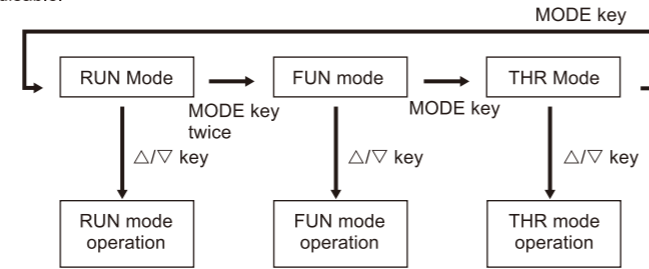 MODE key
RUN Mode
FUN mode
THR Mode
MODE key
twice
MODE key
△/▽ key
△/▽ key
△/▽ key
RUN mode
operation
FUN mode
operation
THR mode
operation